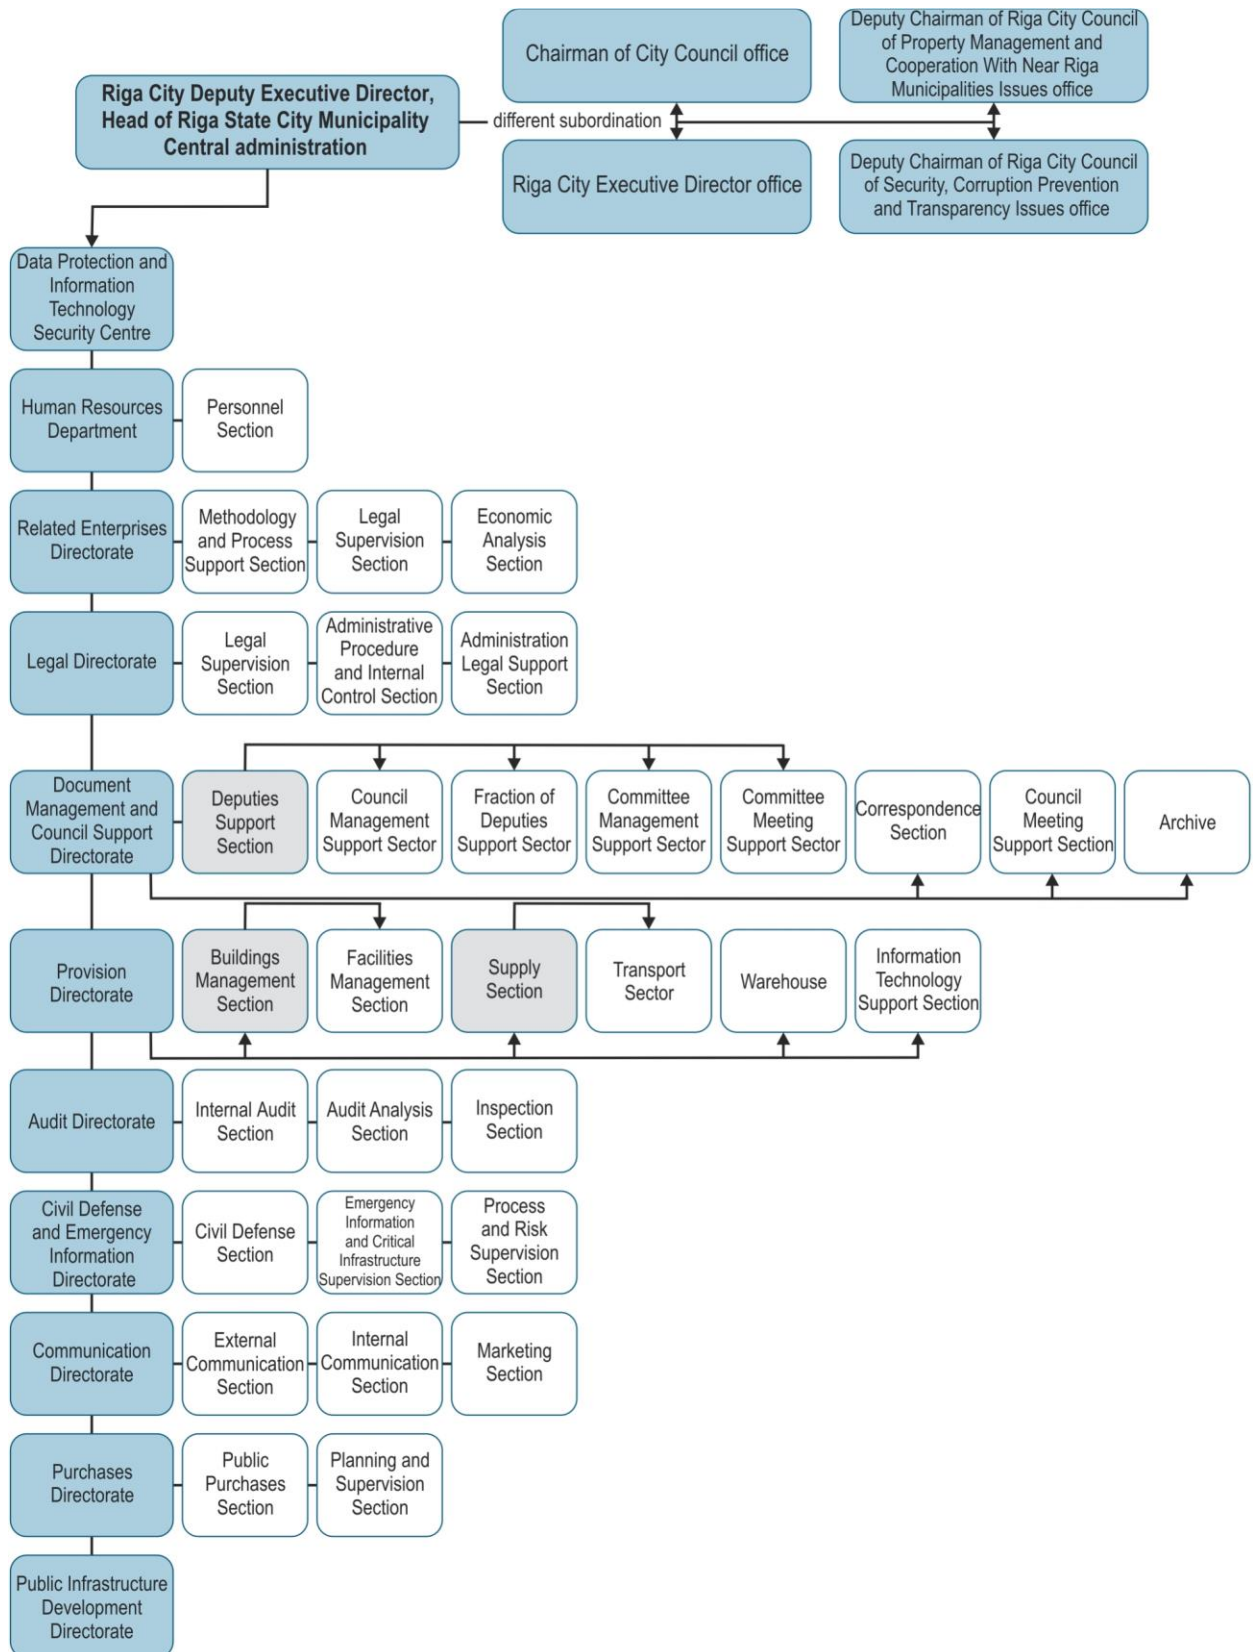 Riga City Deputy Executive Director,
Head of Riga State City Municipality
Central administration
different subordination
Chairman of City Council office
Deputy Chairman of Riga City Council
of Property Management and
Cooperation With Near Riga
Municipalities Issues office
Riga City Executive Director office
Deputy Chairman of Riga City Council
of Security, Corruption Prevention
and Transparency Issues office
Data Protection and
Information
Technology
Security Centre
Human Resources
Department
Personnel
Section
Related Enterprises
Directorate
Methodology
and Process
Support Section
Legal
Supervision
Section
Economic
Analysis
Section
Legal Directorate
Legal
Supervision
Section
Administrative
Procedure
and Internal
Control Section
Administration
Legal Support
Section
Document
Management and
Council Support
Directorate
Deputies
Support
Section
Council
Management
Support Sector
Fraction of
Deputies
Support Sector
Committee
Management
Support Sector
Committee
Meeting
Support Sector
Correspondence
Section
Council
Meeting
Support Section
Archive
Provision
Directorate
Buildings
Management
Section
Facilities
Management
Section
Supply
Section
Transport
Sector
Warehouse
Information
Technology
Support Section
Audit Directorate
Internal Audit
Section
Audit Analysis
Section
Inspection
Section
Civil Defense
and Emergency
Information
Directorate
Civil Defense
Section
Emergency
Information
and Critical
Infrastructure
Supervision Section
Process
and Risk
Supervision
Section
Communication
Directorate
External
Communication
Section
Internal
Communication
Section
Marketing
Section
Purchases
Directorate
Public
Purchases
Section
Planning and
Supervision
Section
Public Infrastructure
Development
Directorate